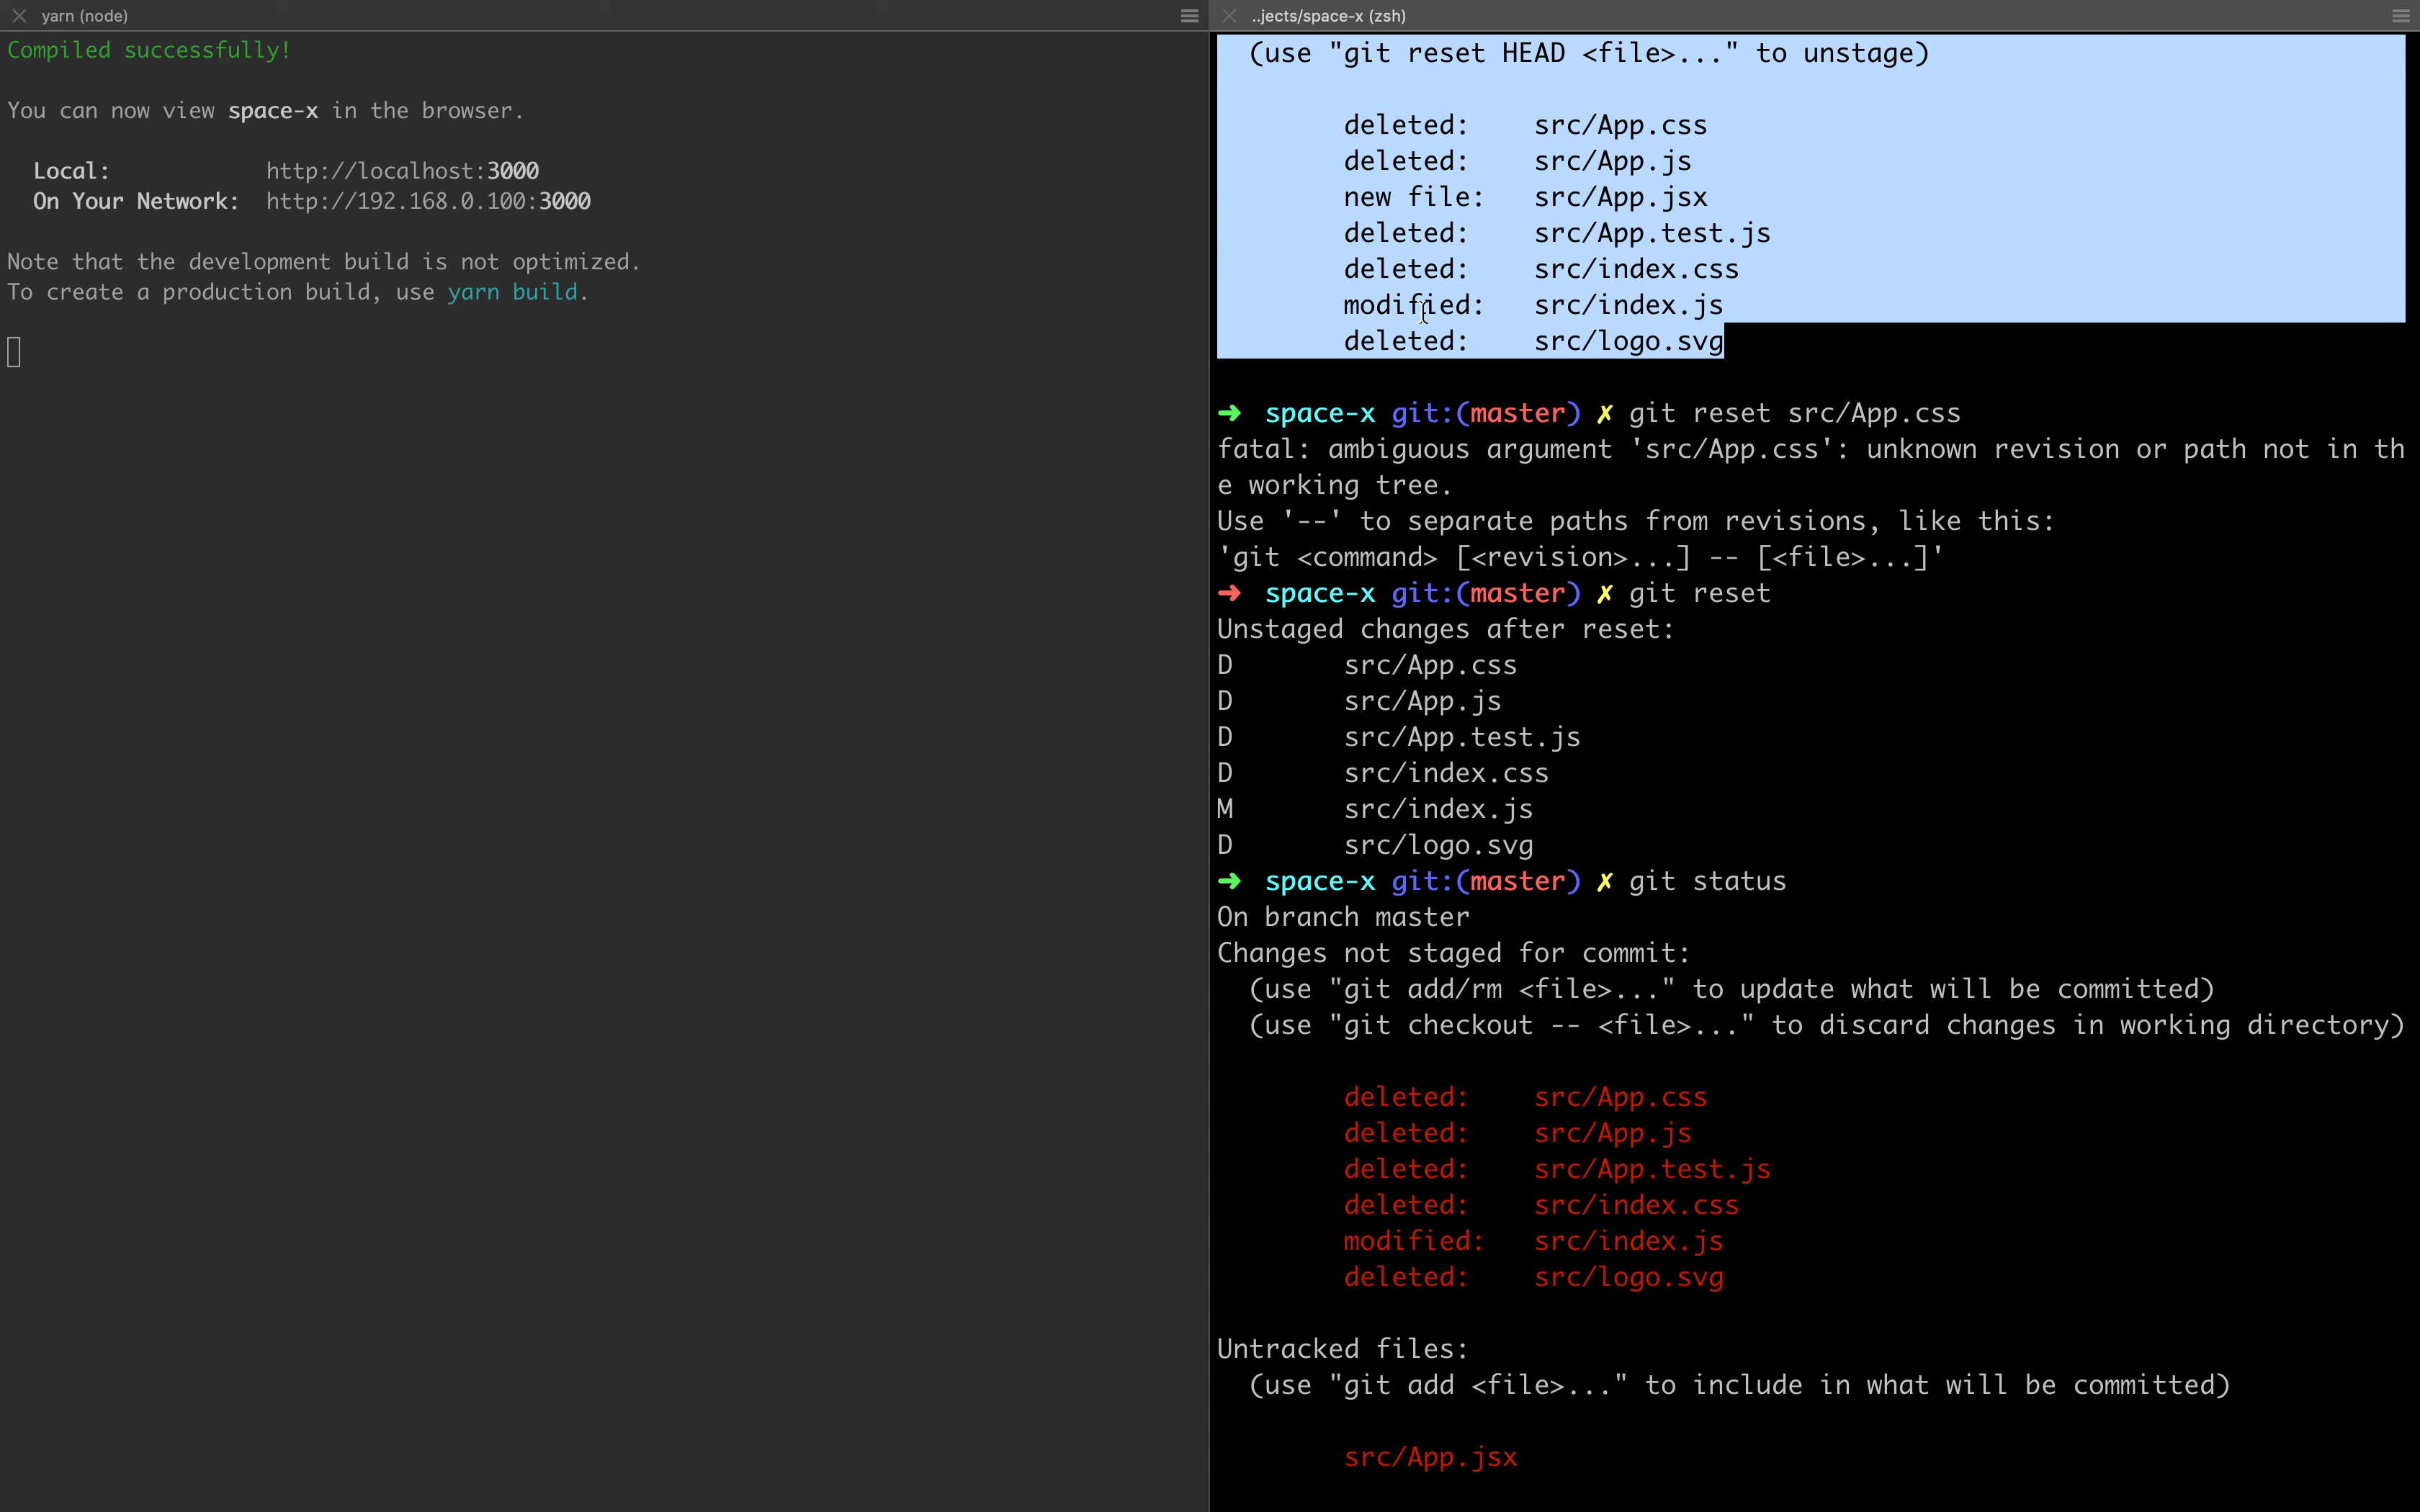 yarn (node)
Compiled successfully!
You can now view space-x in the browser.
Local: http://localhost:3000
On Your Network: http://192.168.0.100:3000
Note that the development build is not optimized.
To create a production build, use yarn build.
..jects/space-x (zsh)
(use "git reset HEAD <file>..." to unstage)
deleted: src/App.css
deleted: src/App.js
new file: src/App.jsx
deleted: src/App.test.js
deleted: src/index.css
modified: src/index.js
deleted: src/logo.svg
➜ space-x git:(master) ✗ git reset src/App.css
fatal: ambiguous argument 'src/App.css': unknown revision or path not in th
e working tree.
Use '--' to separate paths from revisions, like this:
'git <command> [<revision>...] -- [<file>...]'
➜ space-x git:(master) ✗ git reset
Unstaged changes after reset:
D src/App.css
D src/App.js
D src/App.test.js
D src/index.css
M src/index.js
D src/logo.svg
➜ space-x git:(master) ✗ git status
On branch master
Changes not staged for commit:
(use "git add/rm <file>..." to update what will be committed)
(use "git checkout -- <file>..." to discard changes in working directory)
deleted: src/App.css
deleted: src/App.js
deleted: src/App.test.js
deleted: src/index.css
modified: src/index.js
deleted: src/logo.svg
Untracked files:
(use "git add <file>..." to include in what will be committed)
src/App.jsx